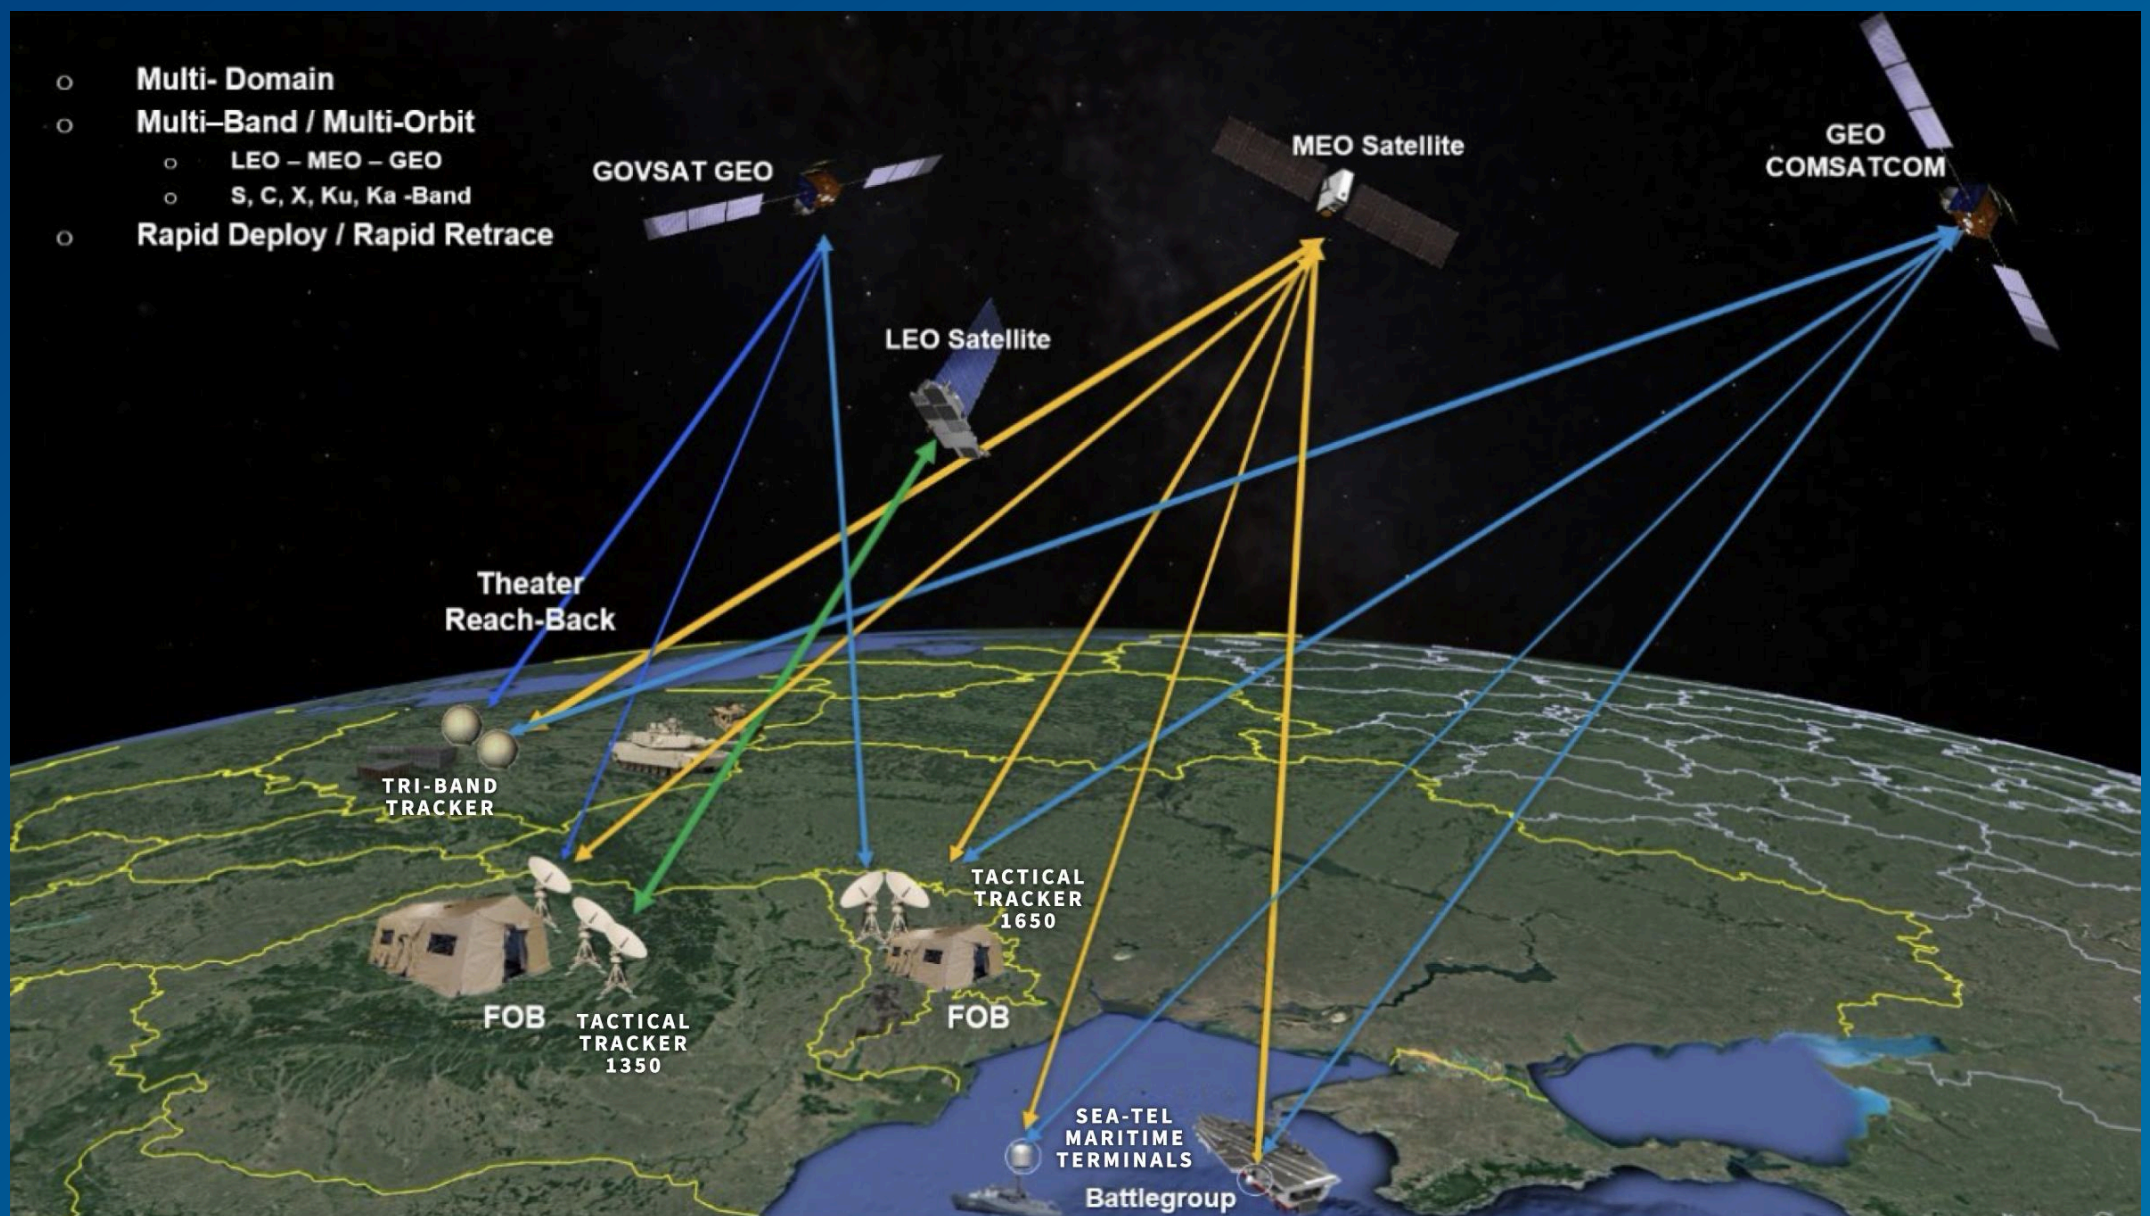 Multi- Domain
Multi–Band / Multi-Orbit
LEO – MEO – GEO
S, C, X, Ku, Ka -Band
Rapid Deploy / Rapid Retrace
GOVSAT GEO
MEO Satellite
GEO
COMSATCOM
LEO Satellite
Theater
Reach-Back
TRI-BAND
TRACKER
TACTICAL
TRACKER
1650
FOB
TACTICAL
TRACKER
1350
FOB
SEA-TEL
MARITIME
TERMINALS
Battlegroup